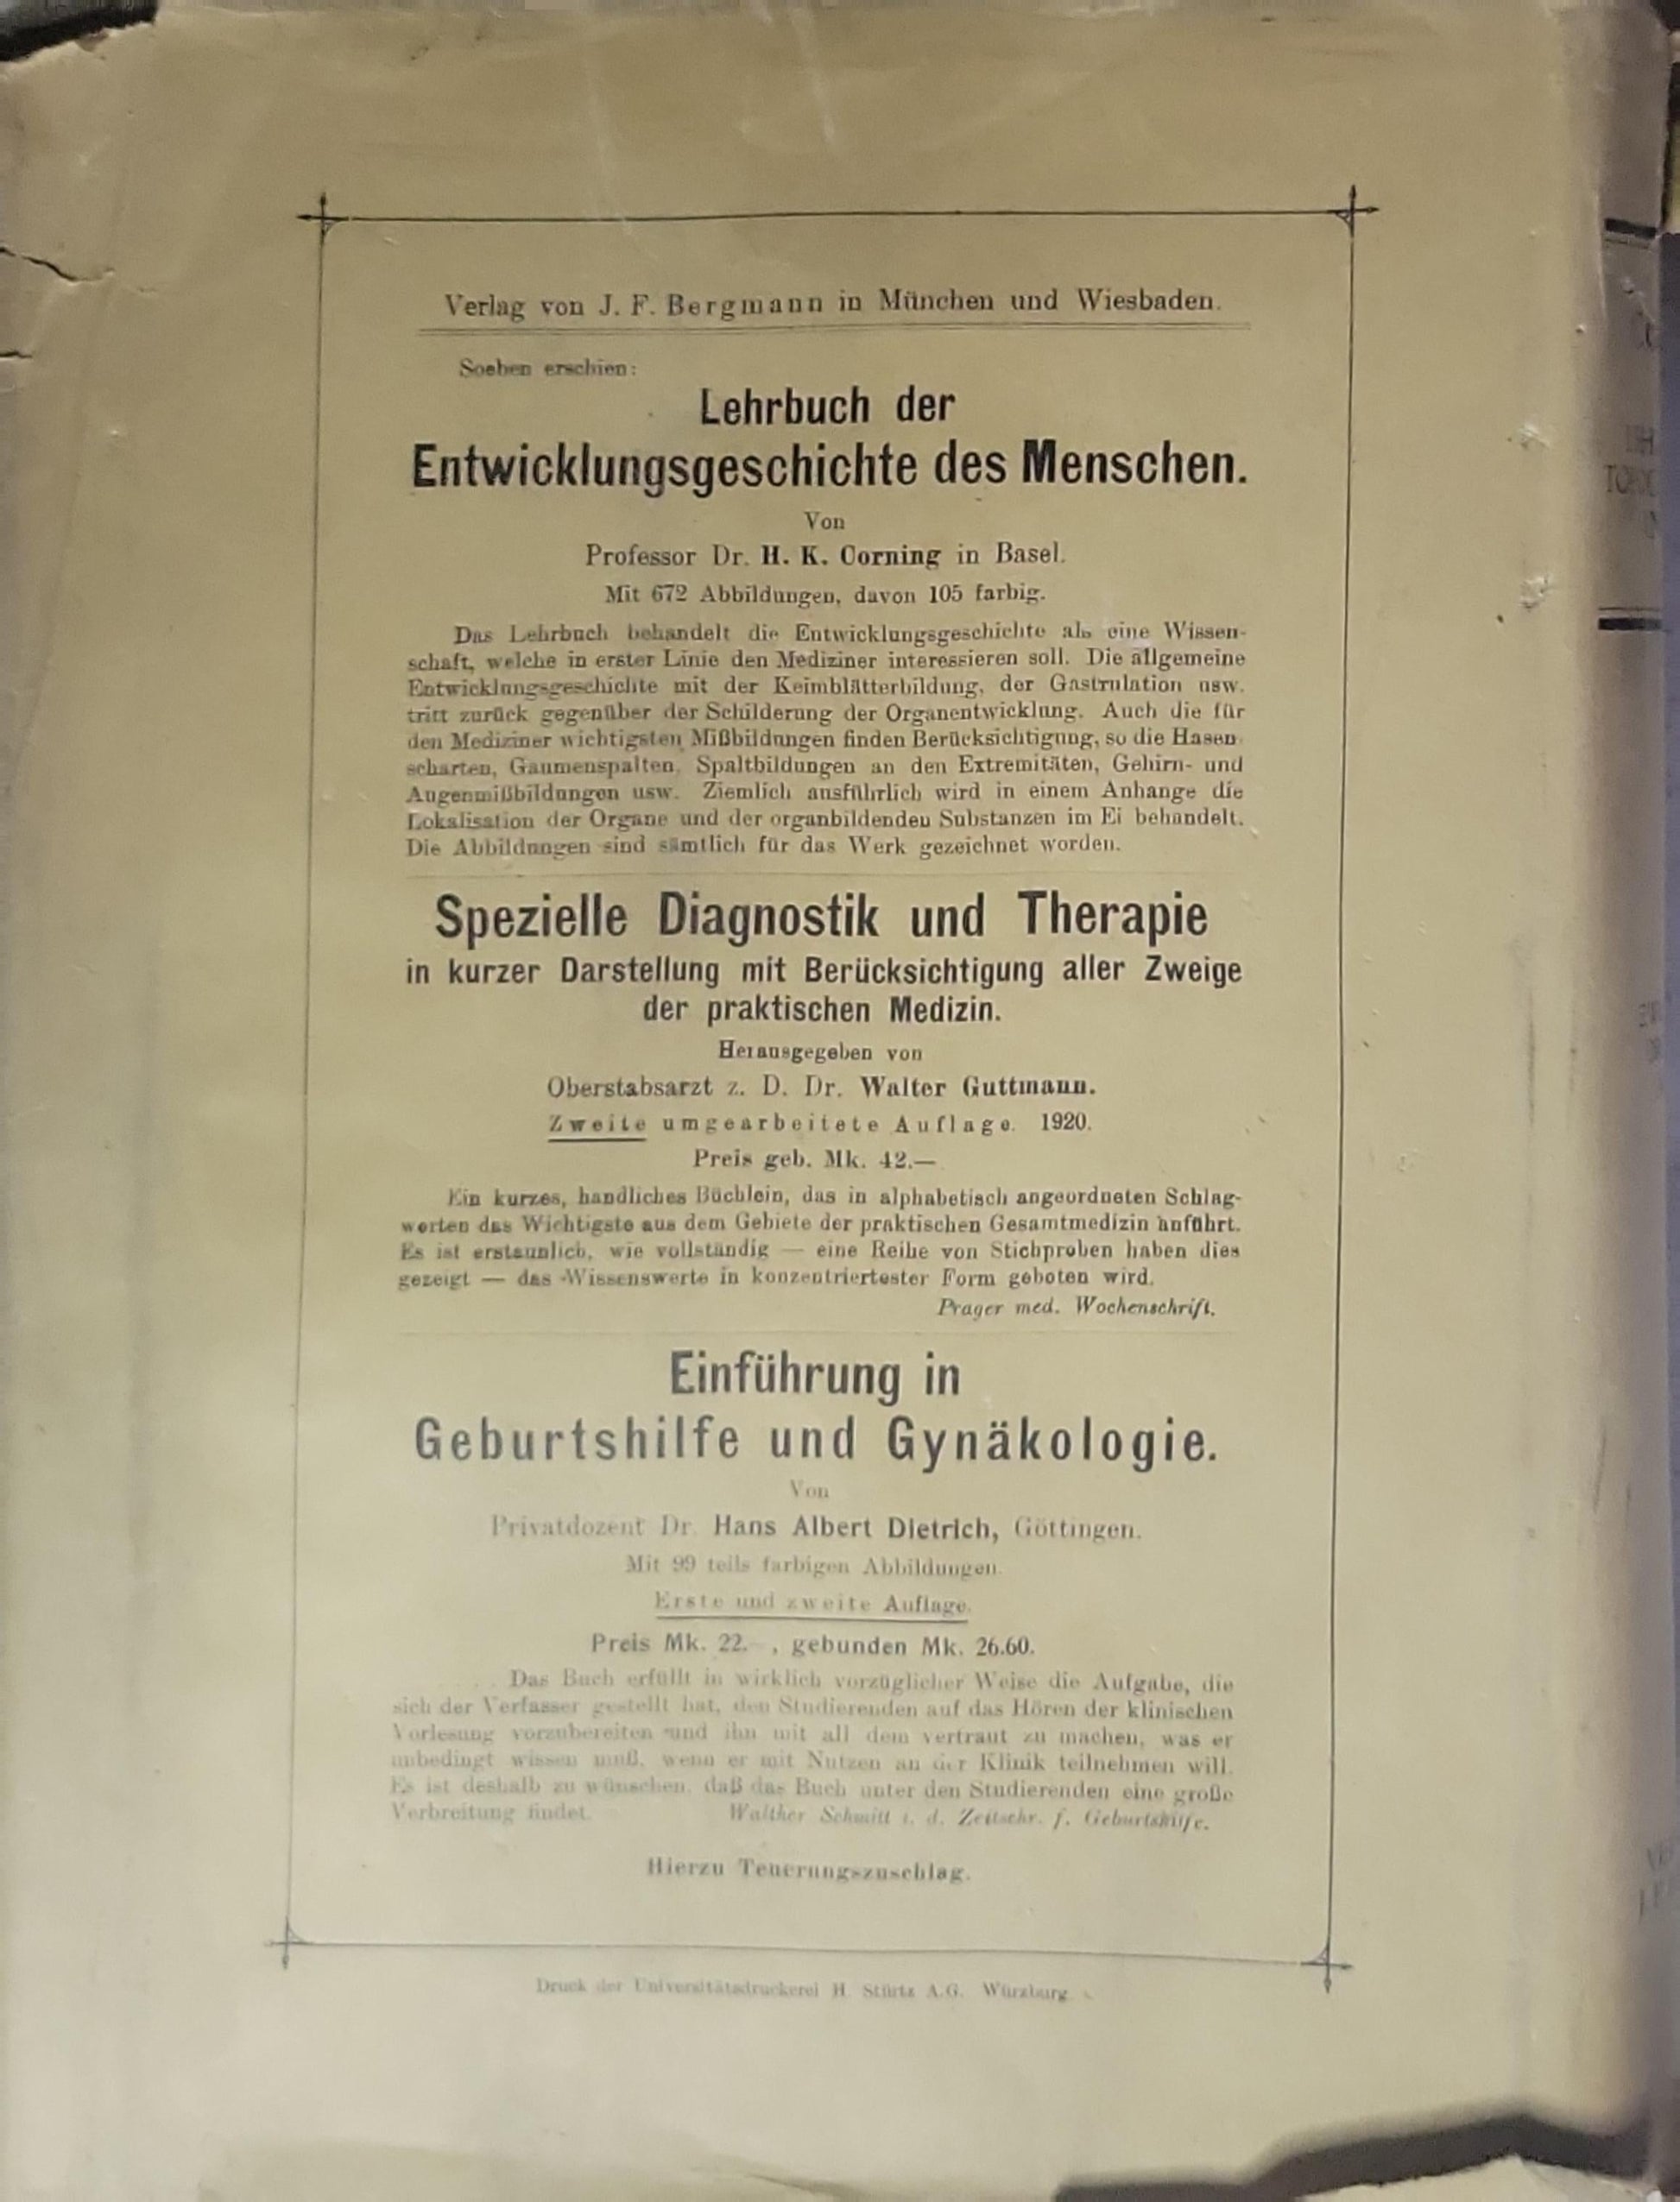 Verlag von J. F. Bergmann in München und Wiesbaden.
Soeben erschien:
Lehrbuch der
Entwicklungsgeschichte des Menschen.
Von
Professor Dr. H. K. Corning in Basel.
Mit 672 Abbildungen, davon 105 farbig.
Das Lehrbuch behandelt die Entwicklungsgeschichte als eine Wissen-
schaft, welche in erster Linie den Mediziner interessieren soll. Die allgemeine
Entwicklungsgeschichte mit der Keimblätterbildung, der Gastrulation usw.
tritt zurück gegenüber der Schilderung der Organentwicklung. Auch die für
den Mediziner wichtigsten Mißbildungen finden Berücksichtigung, so die Hasen-
scharten, Gaumenspalten, Spaltbildungen an den Extremitäten, Gehirn- und
Augenmißbildungen usw. Ziemlich ausführlich wird in einem Anhange die
Lokalisation der Organe und der organbildenden Substanzen im Ei behandelt.
Die Abbildungen sind sämtlich für das Werk gezeichnet worden.
Spezielle Diagnostik und Therapie
in kurzer Darstellung mit Berücksichtigung aller Zweige
der praktischen Medizin.
Herausgegeben von
Oberstabsarzt z. D. Dr. Walter Guttmann.
Zweite umgearbeitete Auflage. 1920.
Preis geb. Mk. 42.—
Ein kurzes, handliches Büchlein, das in alphabetisch angeordneten Schlag-
worten das Wichtigste aus dem Gebiete der praktischen Gesamtmedizin anführt.
Es ist erstaunlich, wie vollständig — eine Reihe von Stichproben haben dies
gezeigt — das Wissenswerte in konzentriertester Form geboten wird.
Prager med. Wochenschrift.
Einführung in
Geburtshilfe und Gynäkologie.
Von
Privatdozent Dr. Hans Albert Dietrich, Göttingen.
Mit 99 teils farbigen Abbildungen.
Erste und zweite Auflage.
Preis Mk. 22.—, gebunden Mk. 26.60.
. . . Das Buch erfüllt in wirklich vorzüglicher Weise die Aufgabe, die
sich der Verfasser gestellt hat, den Studierenden auf das Hören der klinischen
Vorlesung vorzubereiten und ihn mit all dem vertraut zu machen, was er
unbedingt wissen muß, wenn er mit Nutzen an der Klinik teilnehmen will.
Es ist deshalb zu wünschen, daß das Buch unter den Studierenden eine große
Verbreitung findet. Walther Schmitt i. d. Zeitschr. f. Geburtshilfe.
Hierzu Teuerungszuschlag.
Druck der Universitätsdruckerei H. Stürtz A.G. Würzburg